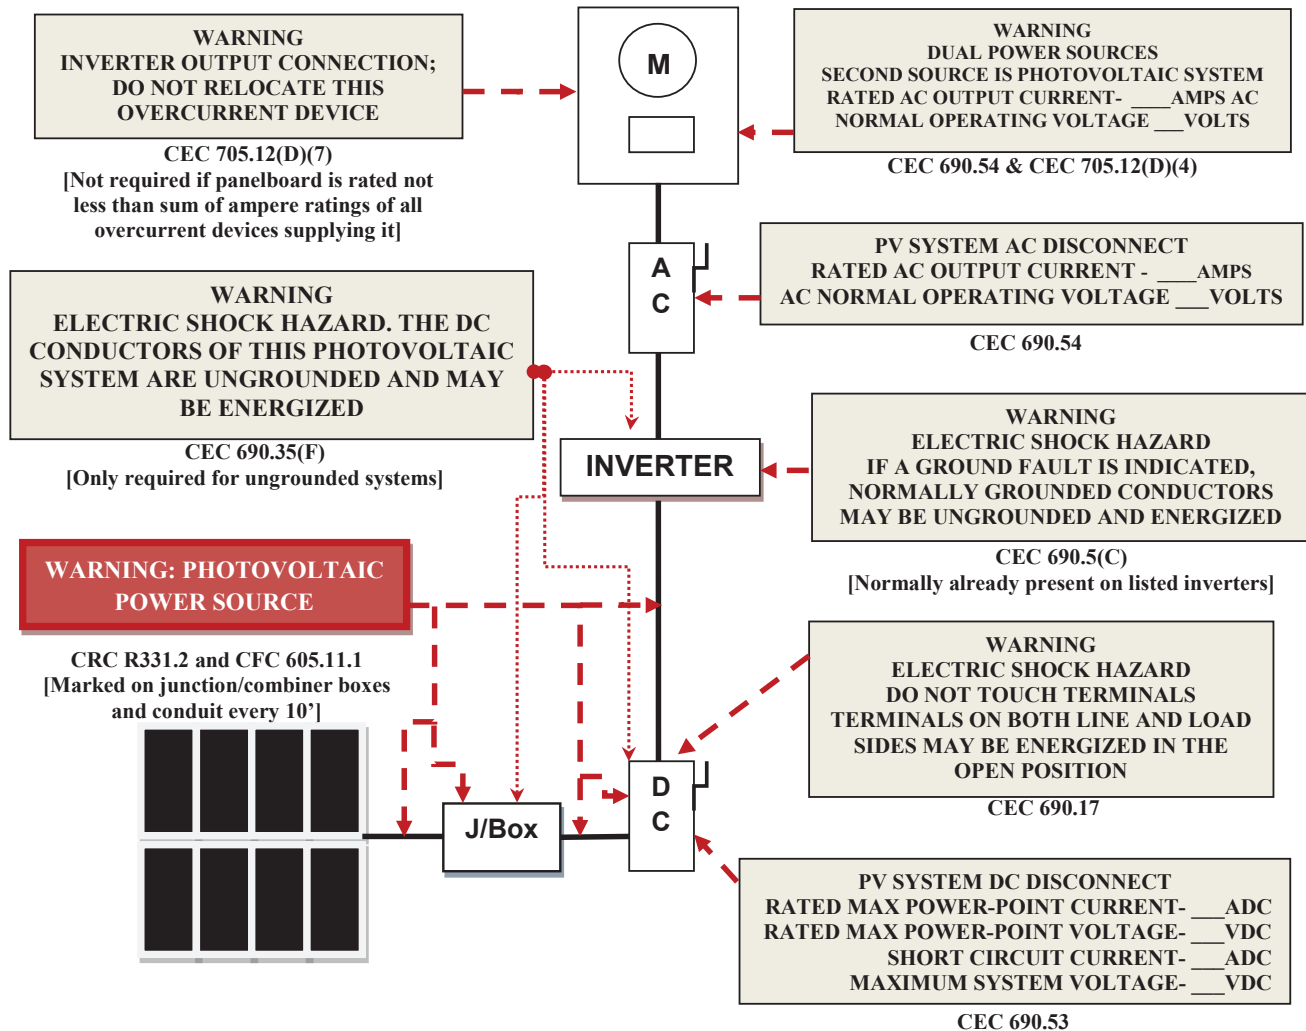 WARNING
INVERTER OUTPUT CONNECTION;
DO NOT RELOCATE THIS
OVERCURRENT DEVICE
CEC 705.12(D)(7)
[Not required if panelboard is rated not
less than sum of ampere ratings of all
overcurrent devices supplying it]
M
WARNING
DUAL POWER SOURCES
SECOND SOURCE IS PHOTOVOLTAIC SYSTEM
RATED AC OUTPUT CURRENT- ____AMPS AC
NORMAL OPERATING VOLTAGE ___VOLTS
CEC 690.54 & CEC 705.12(D)(4)
A
C
PV SYSTEM AC DISCONNECT
RATED AC OUTPUT CURRENT - ____AMPS
AC NORMAL OPERATING VOLTAGE ___VOLTS
CEC 690.54
WARNING
ELECTRIC SHOCK HAZARD. THE DC
CONDUCTORS OF THIS PHOTOVOLTAIC
SYSTEM ARE UNGROUNDED AND MAY
BE ENERGIZED
CEC 690.35(F)
[Only required for ungrounded systems]
INVERTER
WARNING
ELECTRIC SHOCK HAZARD
IF A GROUND FAULT IS INDICATED,
NORMALLY GROUNDED CONDUCTORS
MAY BE UNGROUNDED AND ENERGIZED
CEC 690.5(C)
[Normally already present on listed inverters]
WARNING: PHOTOVOLTAIC
POWER SOURCE
CRC R331.2 and CFC 605.11.1
[Marked on junction/combiner boxes
and conduit every 10’]
WARNING
ELECTRIC SHOCK HAZARD
DO NOT TOUCH TERMINALS
TERMINALS ON BOTH LINE AND LOAD
SIDES MAY BE ENERGIZED IN THE
OPEN POSITION
CEC 690.17
J/Box
D
C
PV SYSTEM DC DISCONNECT
RATED MAX POWER-POINT CURRENT- ___ADC
RATED MAX POWER-POINT VOLTAGE- ___VDC
SHORT CIRCUIT CURRENT- ___ADC
MAXIMUM SYSTEM VOLTAGE- ___VDC
CEC 690.53